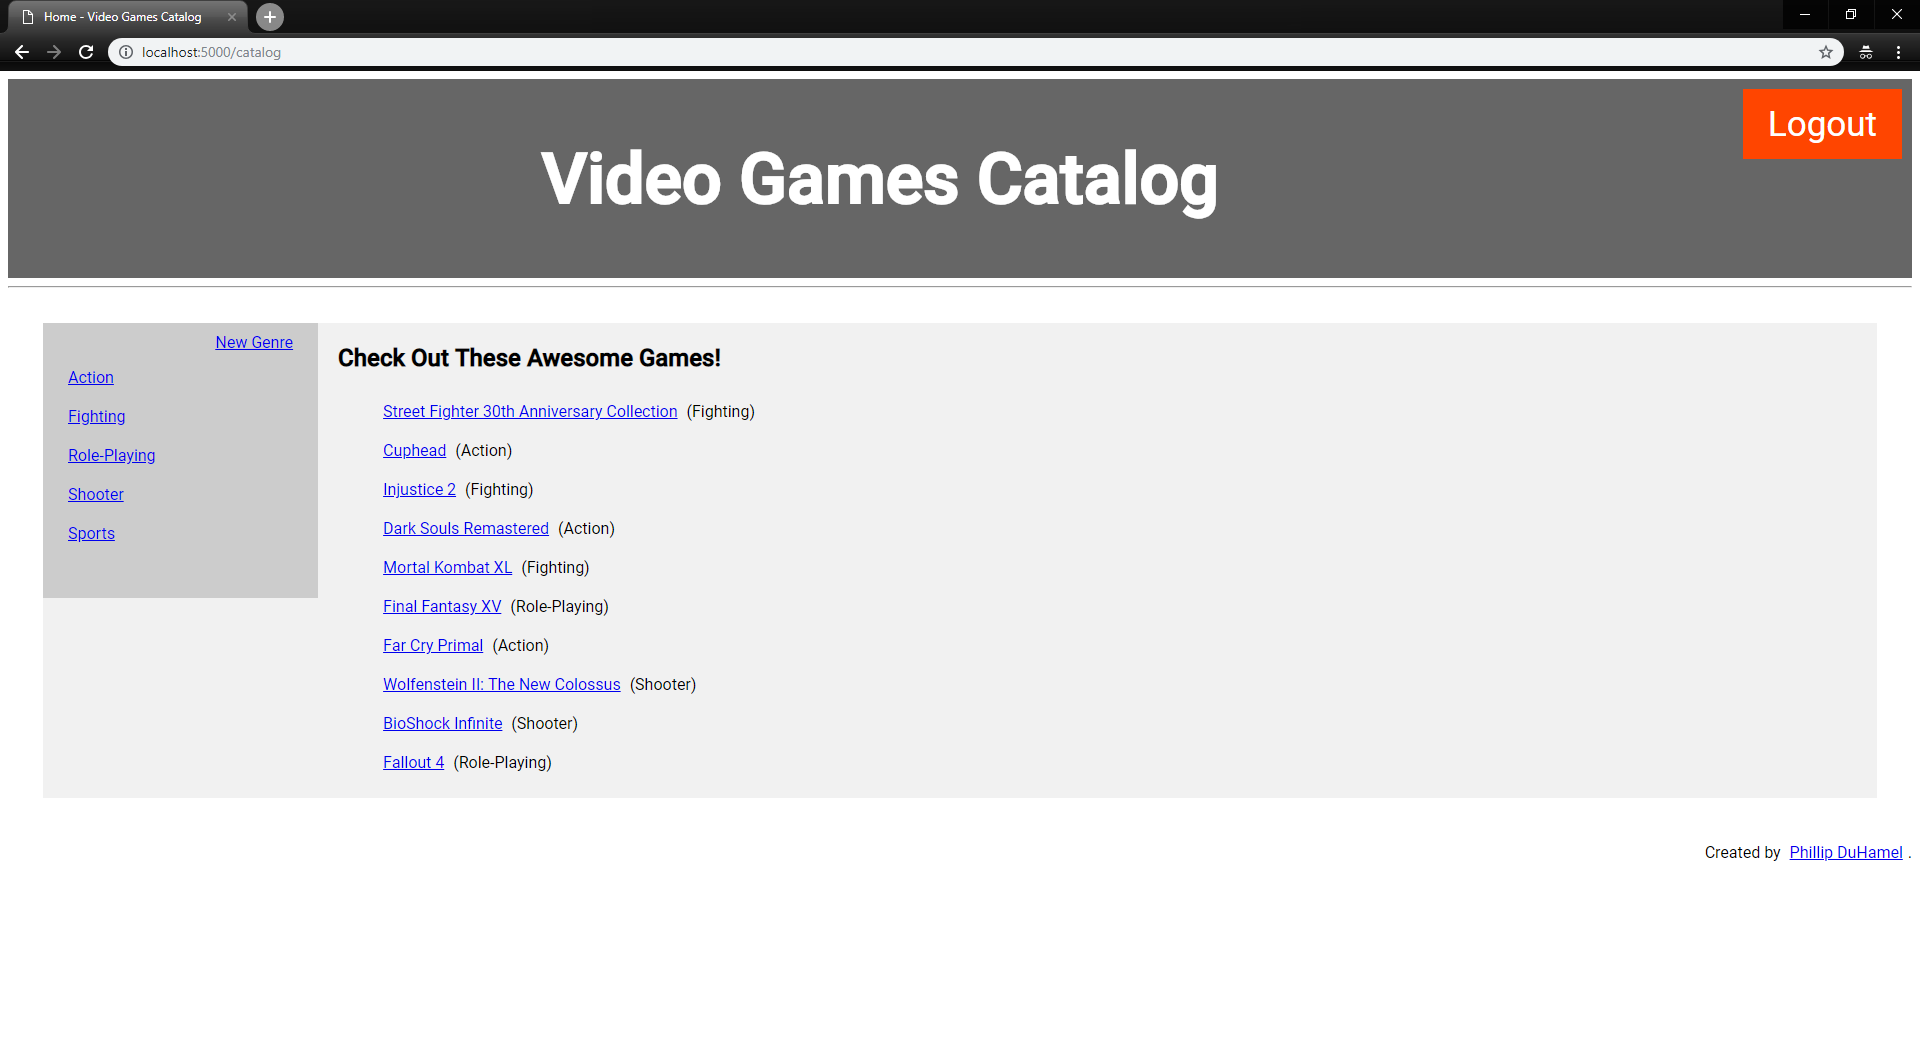 Home - Video Games Catalog
localhost:5000/catalog
Logout
Video Games Catalog
New Genre
Action
Fighting
Role-Playing
Shooter
Sports
Check Out These Awesome Games!
Street Fighter 30th Anniversary Collection (Fighting)
Cuphead (Action)
Injustice 2 (Fighting)
Dark Souls Remastered (Action)
Mortal Kombat XL (Fighting)
Final Fantasy XV (Role-Playing)
Far Cry Primal (Action)
Wolfenstein II: The New Colossus (Shooter)
BioShock Infinite (Shooter)
Fallout 4 (Role-Playing)
Created by Phillip DuHamel .